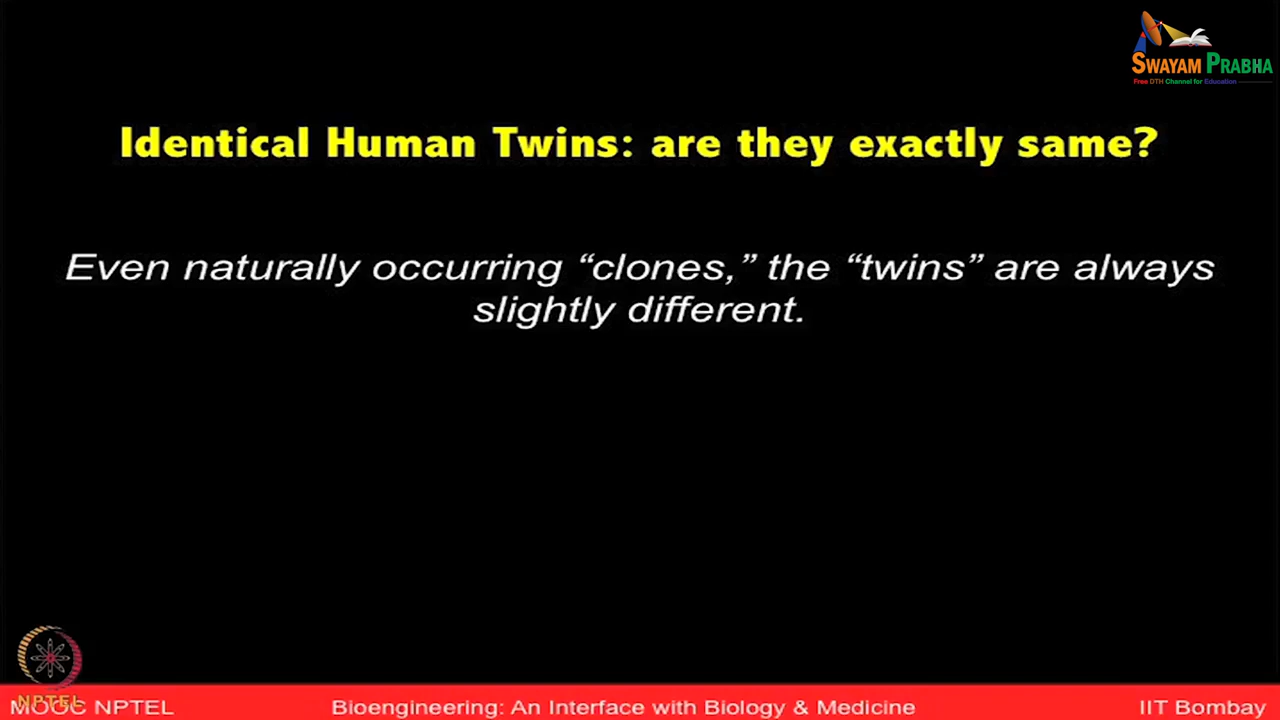 SWAYAM PRABHA
Free DTH Channel for Education
Identical Human Twins: are they exactly same?
Even naturally occurring “clones,” the “twins” are always
slightly different.
NPTEL
MOOC NPTEL
Bioengineering: An Interface with Biology & Medicine
IIT Bombay